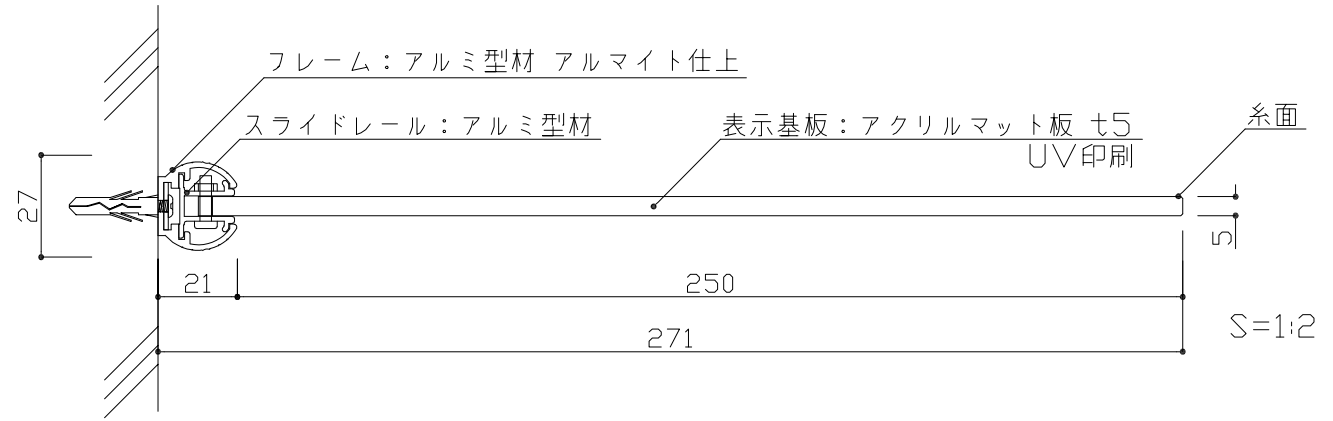 フレーム：アルミ型材 アルマイト仕上
スライドレール：アルミ型材
表示基板：アクリルマット板 t5
UV印刷
糸面
27
5
21
250
271
S=1:2